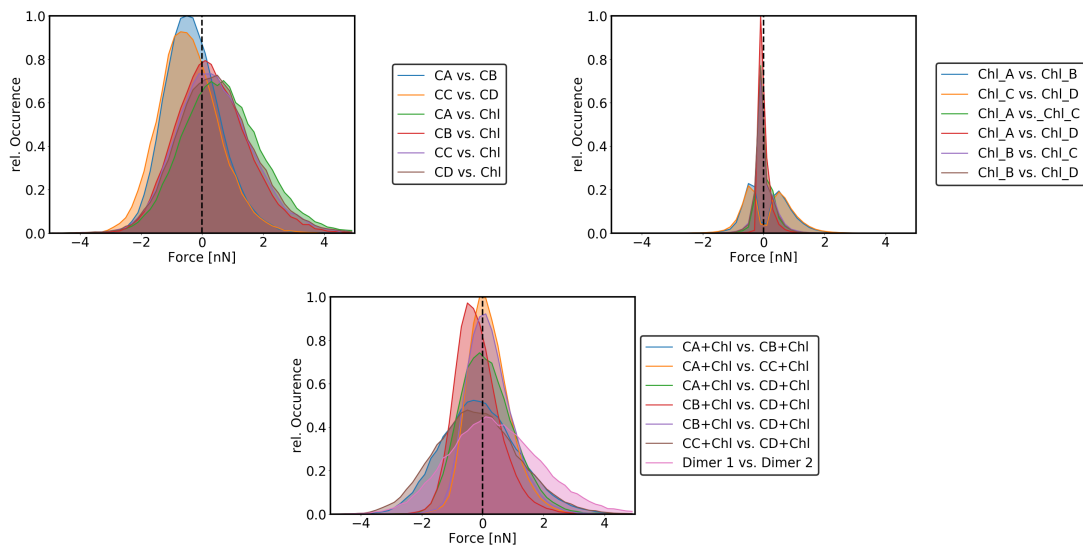 1.0
0.8
0.6
0.4
0.2
0.0
rel. Occurence
−4 −2 0 2 4
Force [nN]
CA vs. CB
CC vs. CD
CA vs. Chl
CB vs. Chl
CC vs. Chl
CD vs. Chl
1.0
0.8
0.6
0.4
0.2
0.0
rel. Occurence
−4 −2 0 2 4
Force [nN]
Chl_A vs. Chl_B
Chl_C vs. Chl_D
Chl_A vs._Chl_C
Chl_A vs. Chl_D
Chl_B vs. Chl_C
Chl_B vs. Chl_D
1.0
0.8
0.6
0.4
0.2
0.0
rel. Occurence
−4 −2 0 2 4
Force [nN]
CA+Chl vs. CB+Chl
CA+Chl vs. CC+Chl
CA+Chl vs. CD+Chl
CB+Chl vs. CD+Chl
CB+Chl vs. CD+Chl
CC+Chl vs. CD+Chl
Dimer 1 vs. Dimer 2